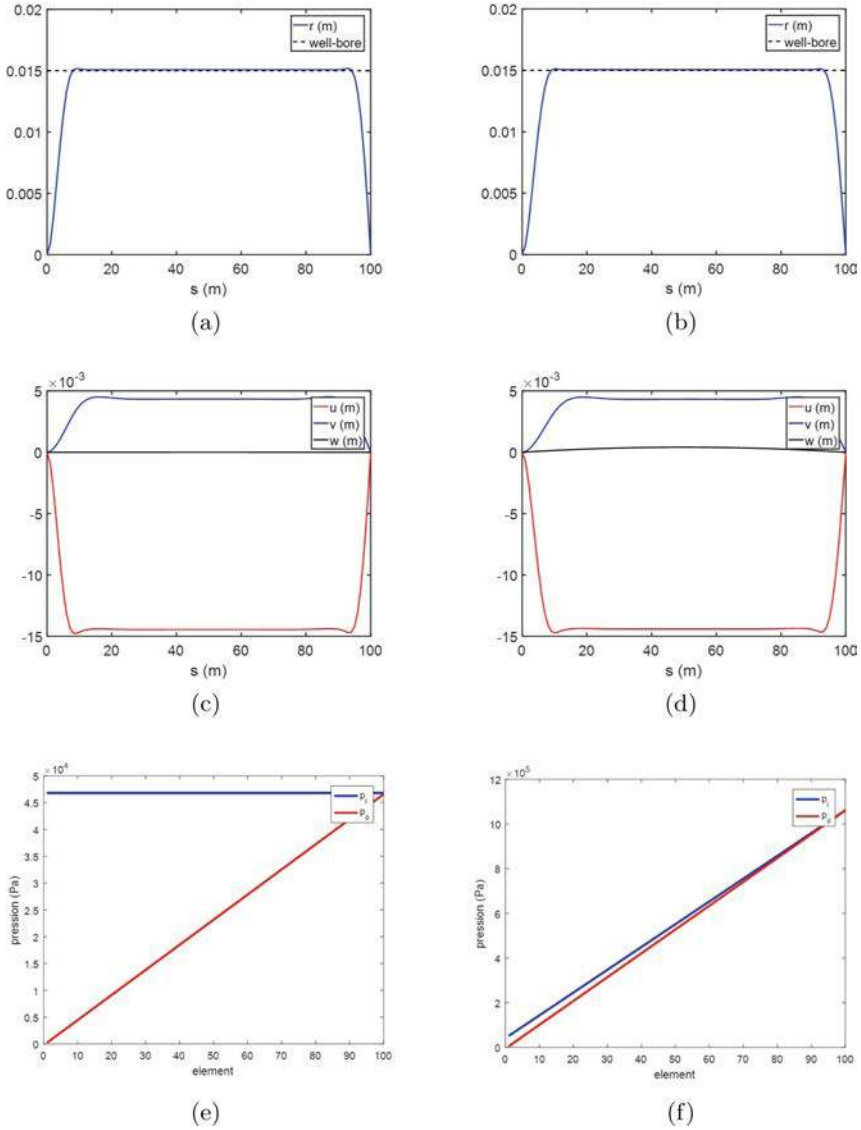 0.02
r (m)
well-bore
0.015
0.01
0.005
0
0 20 40 60 80 100
s (m)
(a)
0.02
r (m)
well-bore
0.015
0.01
0.005
0
0 20 40 60 80 100
s (m)
(b)
×10⁻³
5
u (m)
v (m)
w (m)
0
-5
-10
-15
0 20 40 60 80 100
s (m)
(c)
×10⁻³
5
u (m)
v (m)
w (m)
0
-5
-10
-15
0 20 40 60 80 100
s (m)
(d)
×10⁴
5
pᵢ
pₒ
4.5
4
3.5
3
2.5
2
1.5
1
0.5
0
pression (Pa)
0 10 20 30 40 50 60 70 80 90 100
element
(e)
×10⁵
12
pᵢ
pₒ
10
8
6
4
2
0
pression (Pa)
0 10 20 30 40 50 60 70 80 90 100
element
(f)